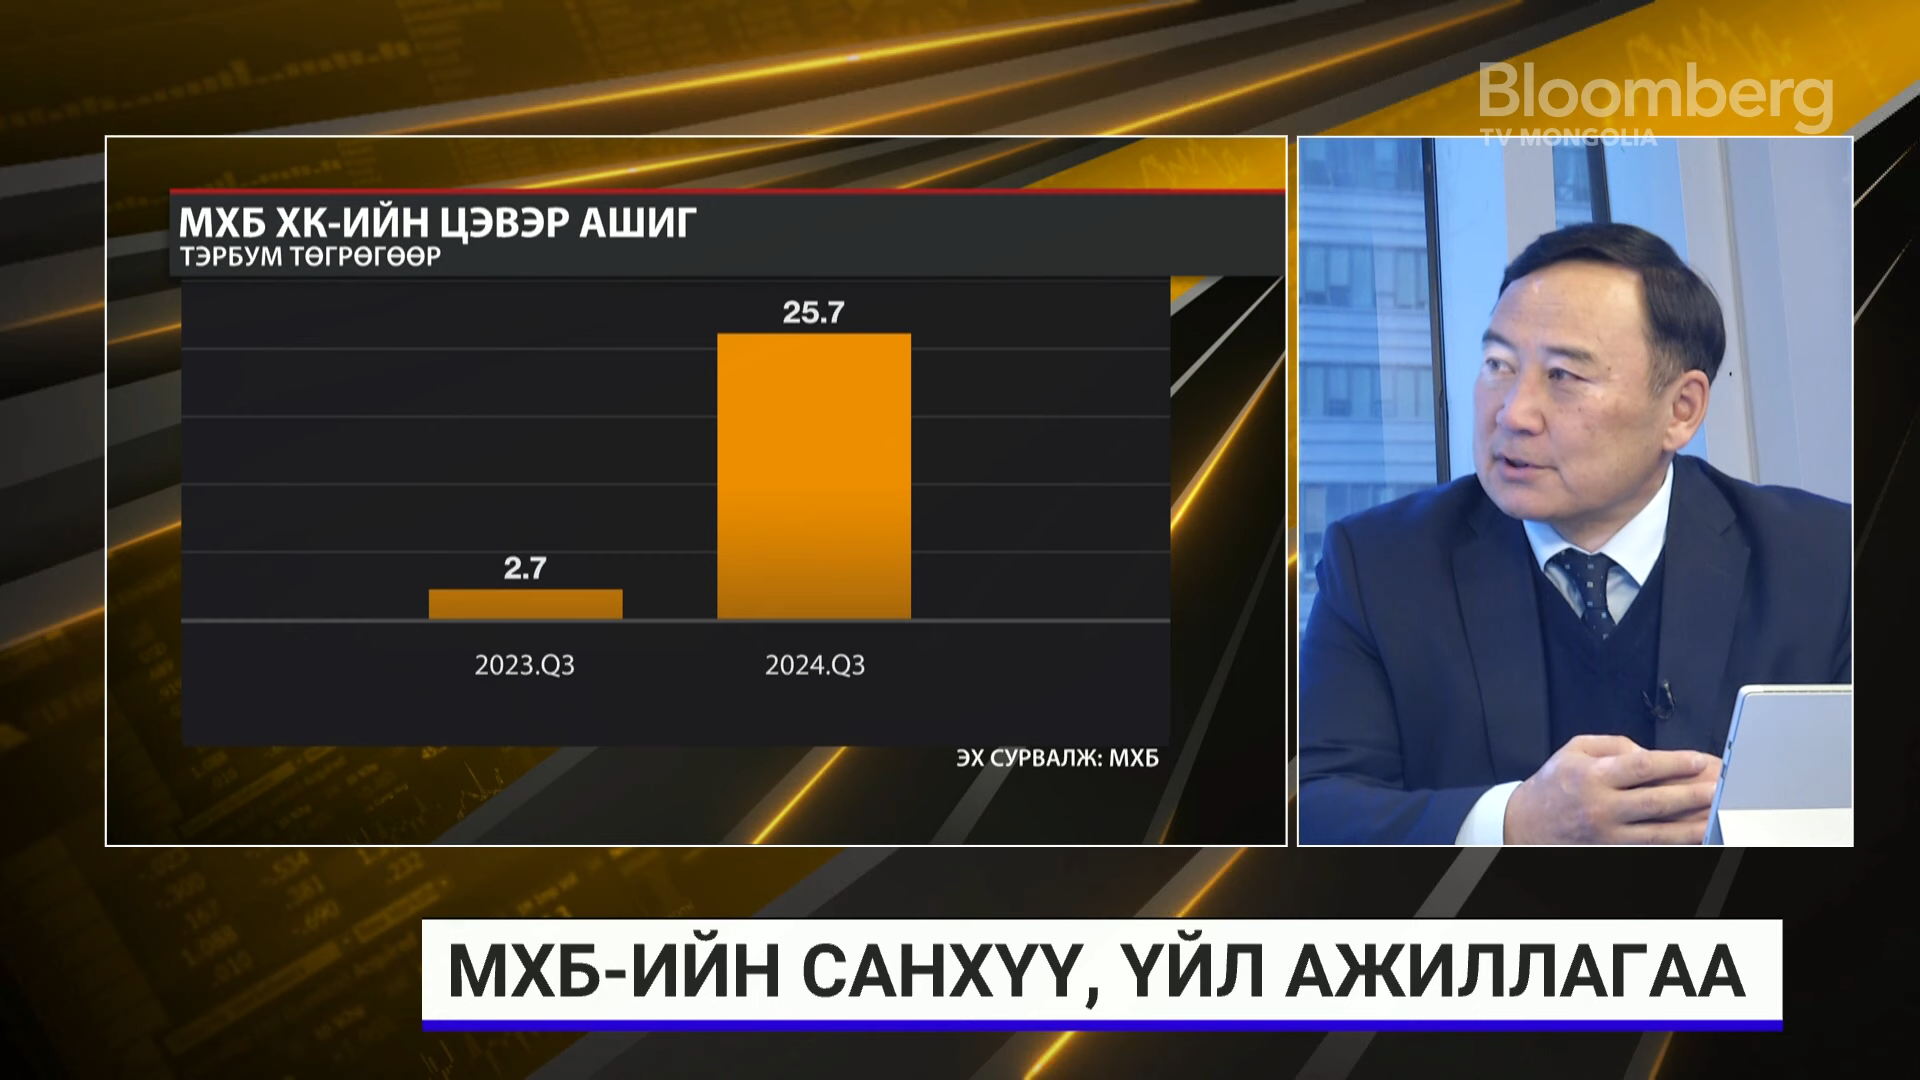 Bloomberg
TV MONGOLIA
МХБ ХК-ИЙН ЦЭВЭР АШИГ
ТЭРБУМ ТӨГРӨГӨӨР
25.7
2.7
2023.Q3
2024.Q3
ЭХ СУРВАЛЖ: МХБ
МХБ-ИЙН САНХҮҮ, ҮЙЛ АЖИЛЛАГАА